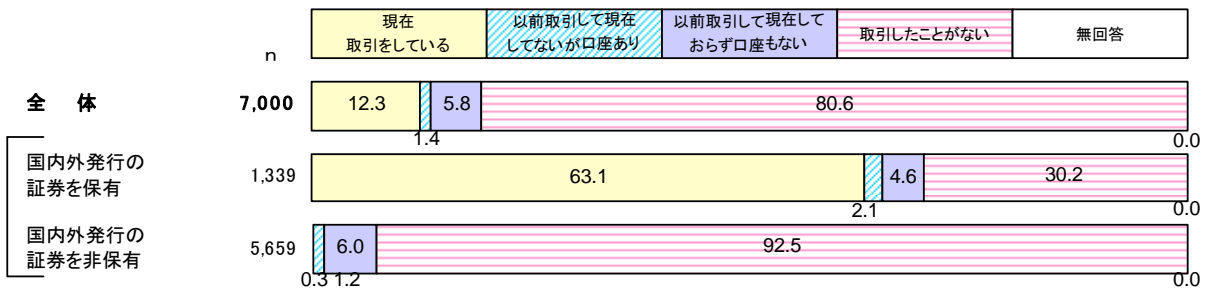 現在
取引をしている
以前取引して現在
してないが口座あり
以前取引して現在して
おらず口座もない
取引したことがない
無回答
n
全 体 7,000 12.3 5.8 80.6
1.4 0.0
国内外発行の
証券を保有
1,339 63.1 4.6 30.2
2.1 0.0
国内外発行の
証券を非保有
5,659 6.0 92.5
0.3 1.2 0.0